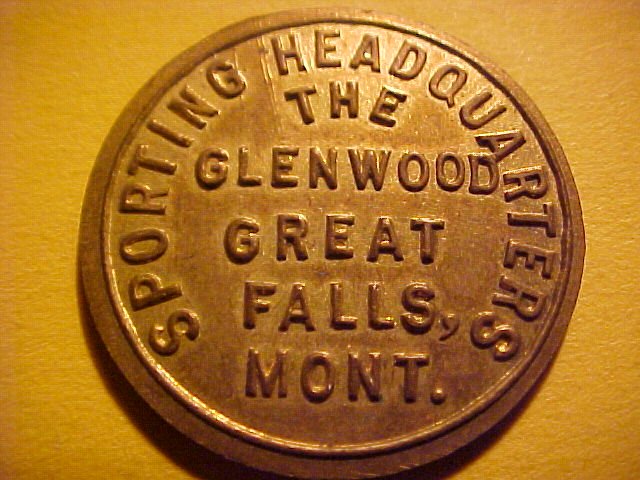 SPORTING HEADQUARTERS
THE
GLENWOOD
GREAT
FALLS,
MONT.